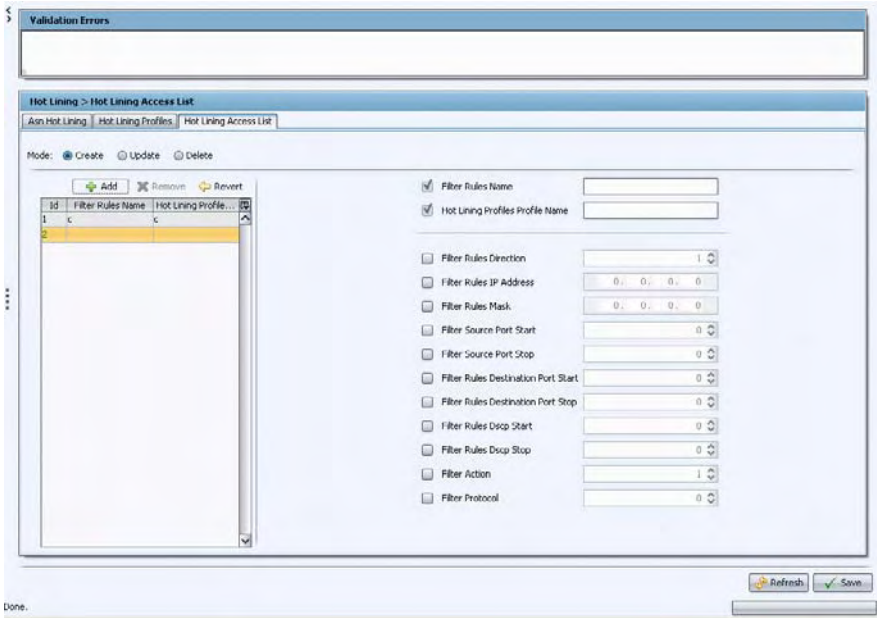 Validation Errors
Hot Lining > Hot Lining Access List
Asn Hot Lining Hot Lining Profiles Hot Lining Access List
Mode: Create Update Delete
Add Remove Revert
Id Filter Rules Name Hot Lining Profile...
1 c c
2
Filter Rules Name
Hot Lining Profiles Profile Name
Filter Rules Direction 1
Filter Rules IP Address 0. 0. 0. 0
Filter Rules Mask 0. 0. 0. 0
Filter Source Port Start 0
Filter Source Port Stop 0
Filter Rules Destination Port Start 0
Filter Rules Destination Port Stop 0
Filter Rules Dscp Start 0
Filter Rules Dscp Stop 0
Filter Action 1
Filter Protocol 0
Refresh Save
Done.